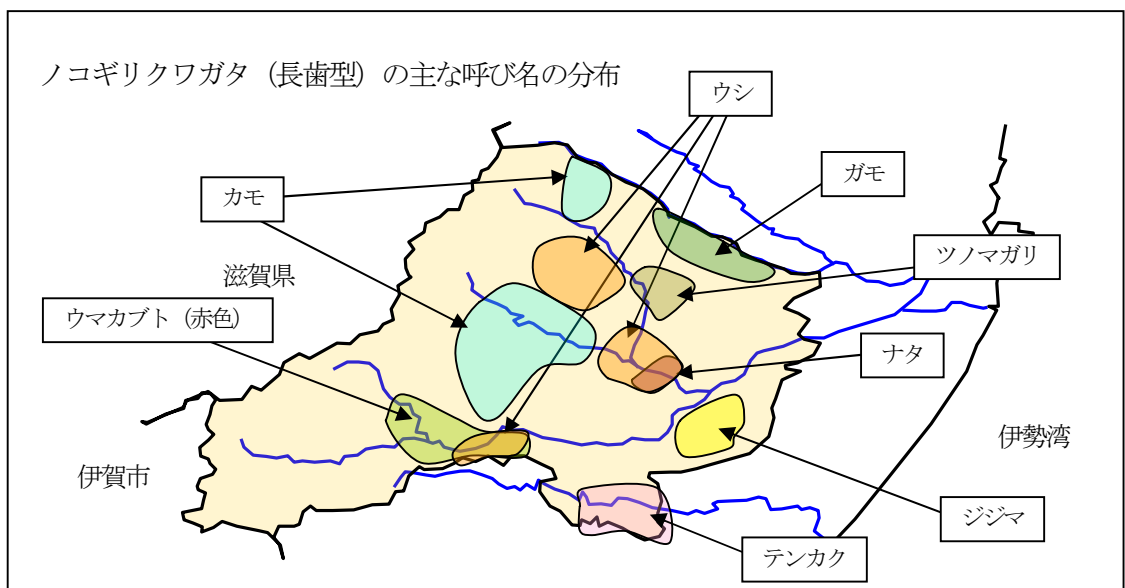 ノコギリクワガタ（長歯型）の主な呼び名の分布
ウシ
ガモ
カモ
ツノマガリ
滋賀県
ウマカブト（赤色）
ナタ
伊勢湾
伊賀市
ジジマ
テンカク